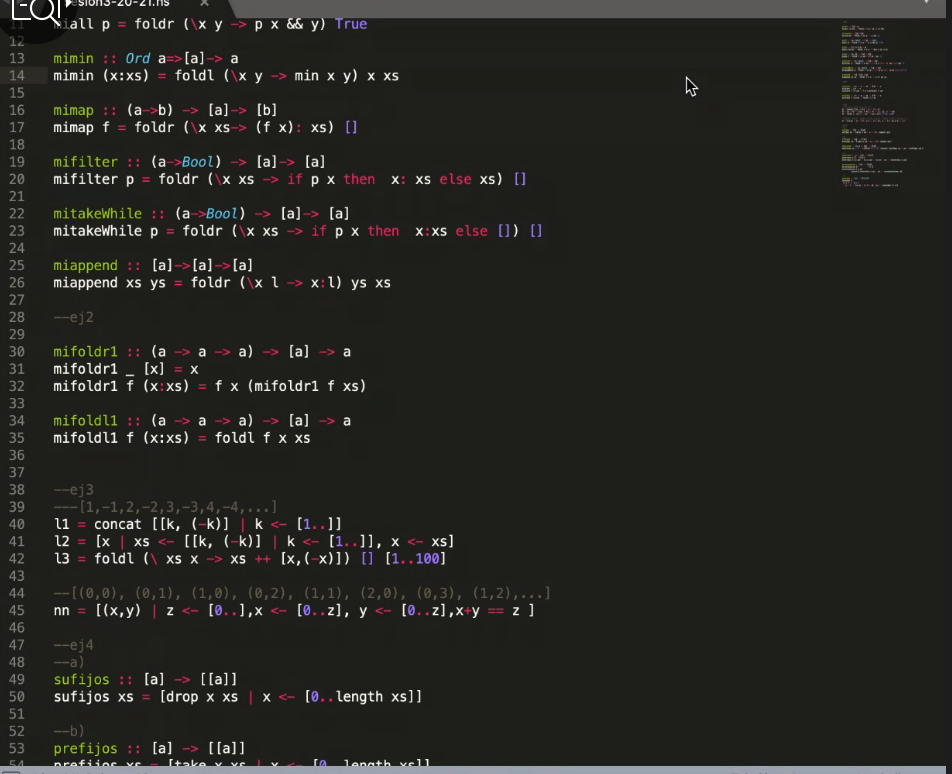 sion3-20-21.hs ×
11 miall p = foldr (\x y -> p x && y) True
12
13 mimin :: Ord a=>[a]-> a
14 mimin (x:xs) = foldl (\x y -> min x y) x xs
15
16 mimap :: (a->b) -> [a]-> [b]
17 mimap f = foldr (\x xs-> (f x): xs) []
18
19 mifilter :: (a->Bool) -> [a]-> [a]
20 mifilter p = foldr (\x xs -> if p x then  x: xs else xs) []
21
22 mitakeWhile :: (a->Bool) -> [a]-> [a]
23 mitakeWhile p = foldr (\x xs -> if p x then  x:xs else []) []
24
25 miappend :: [a]->[a]->[a]
26 miappend xs ys = foldr (\x l -> x:l) ys xs
27
28 --ej2
29
30 mifoldr1 :: (a -> a -> a) -> [a] -> a
31 mifoldr1 _ [x] = x
32 mifoldr1 f (x:xs) = f x (mifoldr1 f xs)
33
34 mifoldl1 :: (a -> a -> a) -> [a] -> a
35 mifoldl1 f (x:xs) = foldl f x xs
36
37
38 --ej3
39 ---[1,-1,2,-2,3,-3,4,-4,...]
40 l1 = concat [[k, (-k)] | k <- [1..]]
41 l2 = [x | xs <- [[k, (-k)] | k <- [1..]], x <- xs]
42 l3 = foldl (\ xs x -> xs ++ [x,(-x)]) [] [1..100]
43
44 --[(0,0), (0,1), (1,0), (0,2), (1,1), (2,0), (0,3), (1,2),...]
45 nn = [(x,y) | z <- [0..],x <- [0..z], y <- [0..z],x+y == z ]
46
47 --ej4
48 --a)
49 sufijos :: [a] -> [[a]]
50 sufijos xs = [drop x xs | x <- [0..length xs]]
51
52 --b)
53 prefijos :: [a] -> [[a]]
54 prefijos xs = [take x xs | x <- [0..length xs]]